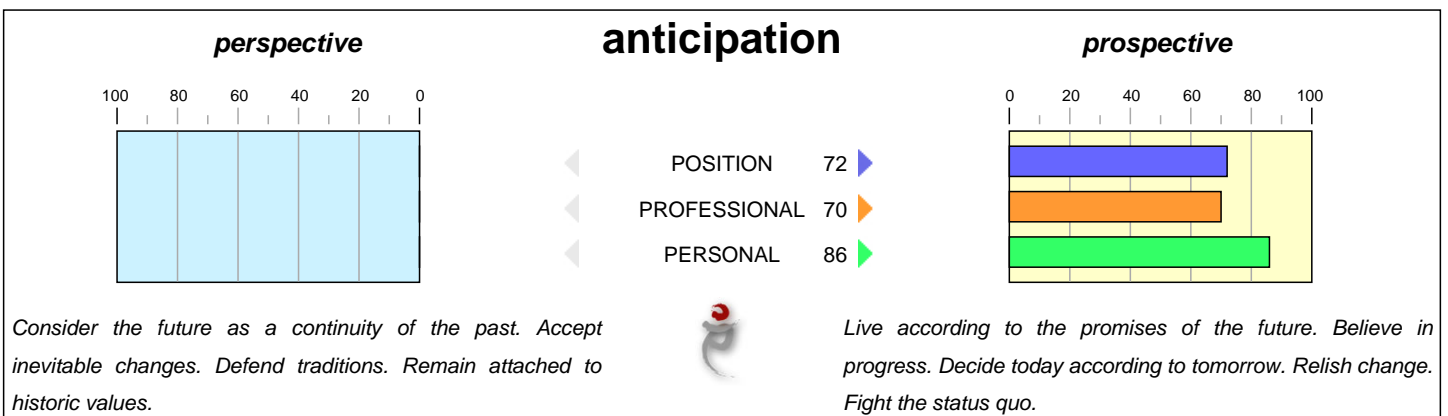 perspective
anticipation
prospective
100 80 60 40 20 0
0 20 40 60 80 100
POSITION 72
PROFESSIONAL 70
PERSONAL 86
Consider the future as a continuity of the past. Accept
inevitable changes. Defend traditions. Remain attached to
historic values.
Live according to the promises of the future. Believe in
progress. Decide today according to tomorrow. Relish change.
Fight the status quo.